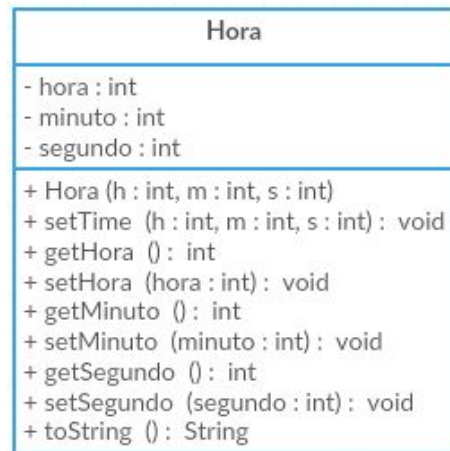 Hora
- hora : int
- minuto : int
- segundo : int
+ Hora (h : int, m : int, s : int)
+ setTime (h : int, m : int, s : int) : void
+ getHora () : int
+ setHora (hora : int) : void
+ getMinuto () : int
+ setMinuto (minuto : int) : void
+ getSegundo () : int
+ setSegundo (segundo : int) : void
+ toString () : String